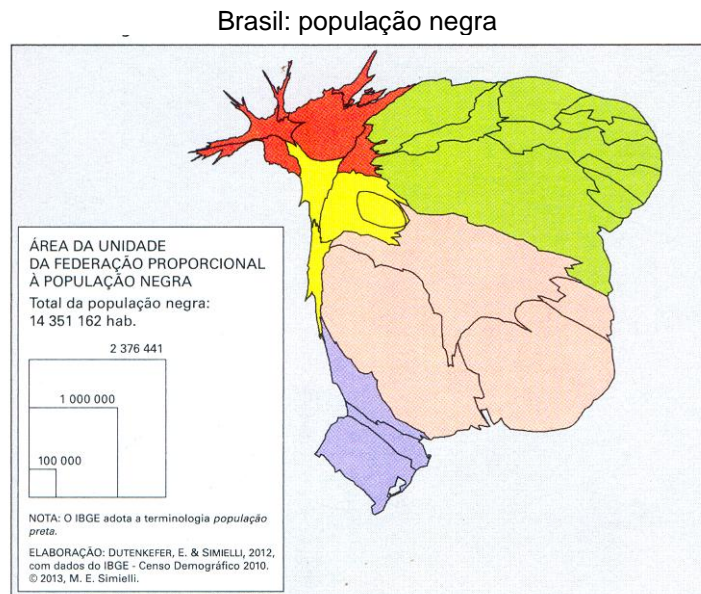 Brasil: população negra
ÁREA DA UNIDADE
DA FEDERAÇÃO PROPORCIONAL
À POPULAÇÃO NEGRA
Total da população negra:
14 351 162 hab.
2 376 441
1 000 000
100 000
NOTA: O IBGE adota a terminologia população
preta.
ELABORAÇÃO: DUTENKEFER, E. & SIMIELLI, 2012,
com dados do IBGE - Censo Demográfico 2010.
© 2013, M. E. Simielli.